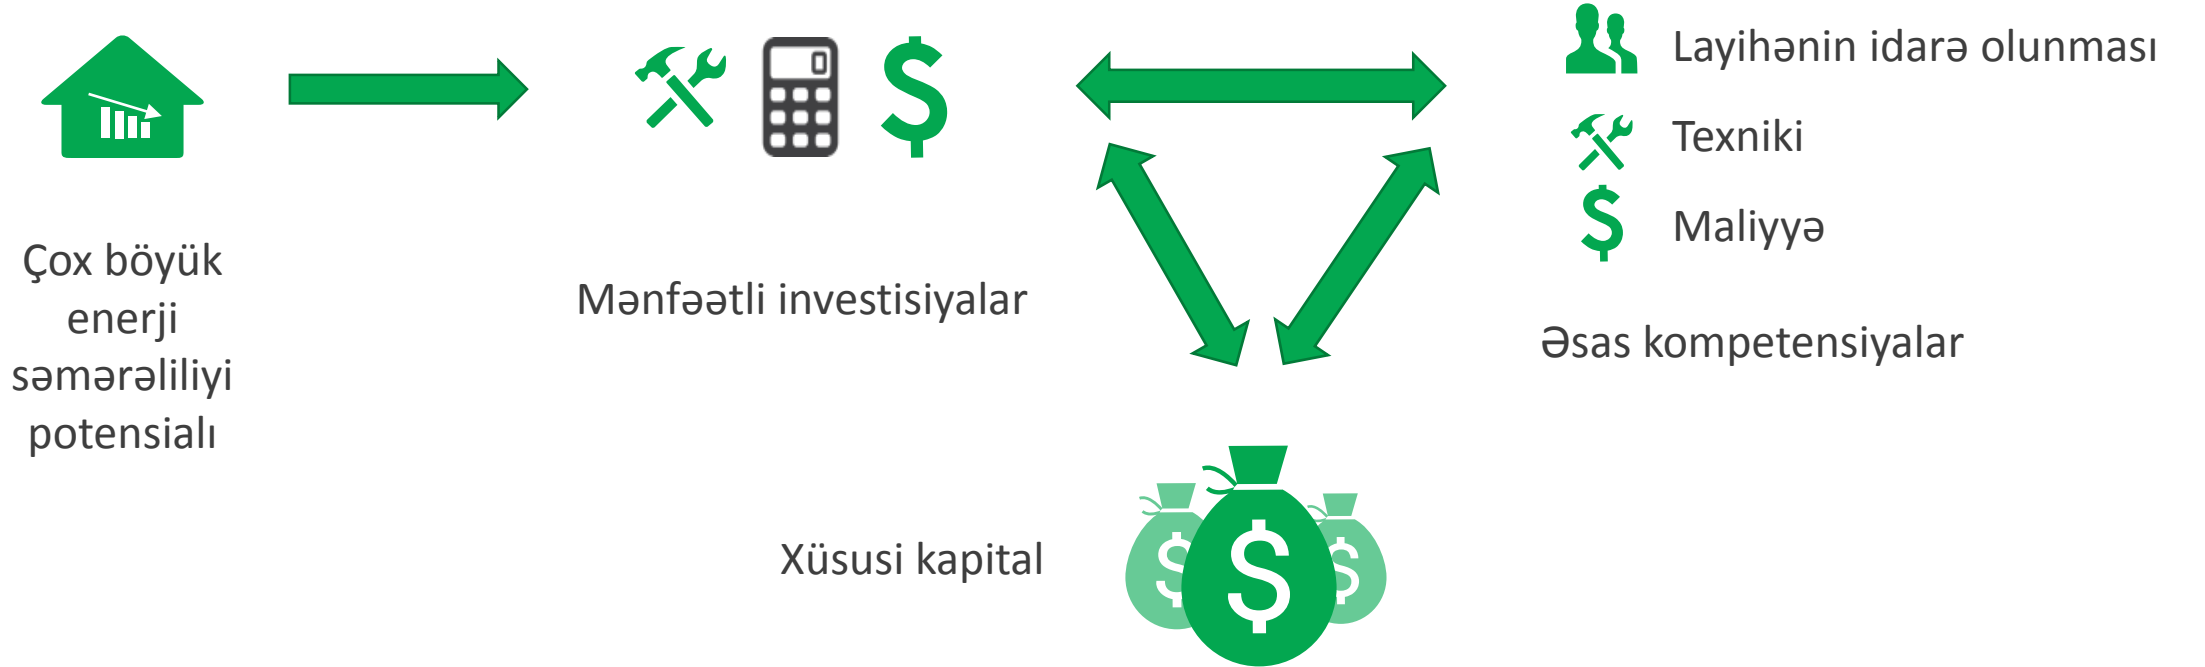 Çox böyük
enerji
səmərəliliyi
potensialı
Mənfəətli investisiyalar
Layihənin idarə olunması
Texniki
Maliyyə
Əsas kompetensiyalar
Xüsusi kapital